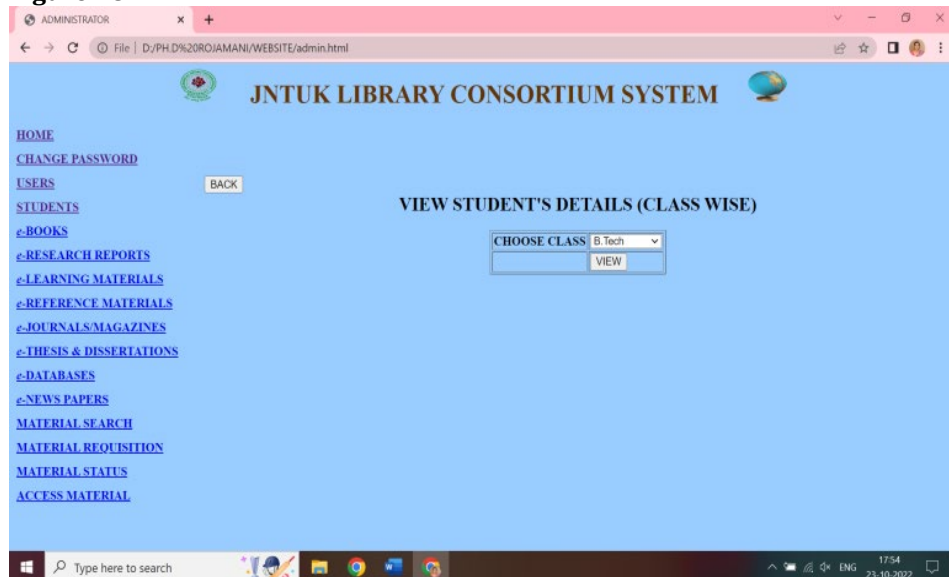 ADMINISTRATOR
File | D:/PH.D%20ROJAMANI/WEBSITE/admin.html
JNTUK LIBRARY CONSORTIUM SYSTEM
HOME
CHANGE PASSWORD
USERS
BACK
STUDENTS
VIEW STUDENT'S DETAILS (CLASS WISE)
e-BOOKS
CHOOSE CLASS B.Tech
e-RESEARCH REPORTS
VIEW
e-LEARNING MATERIALS
e-REFERENCE MATERIALS
e-JOURNALS/MAGAZINES
e-THESIS & DISSERTATIONS
e-DATABASES
e-NEWS PAPERS
MATERIAL SEARCH
MATERIAL REQUISITION
MATERIAL STATUS
ACCESS MATERIAL
Type here to search
ENG
17:54
23-10-2022